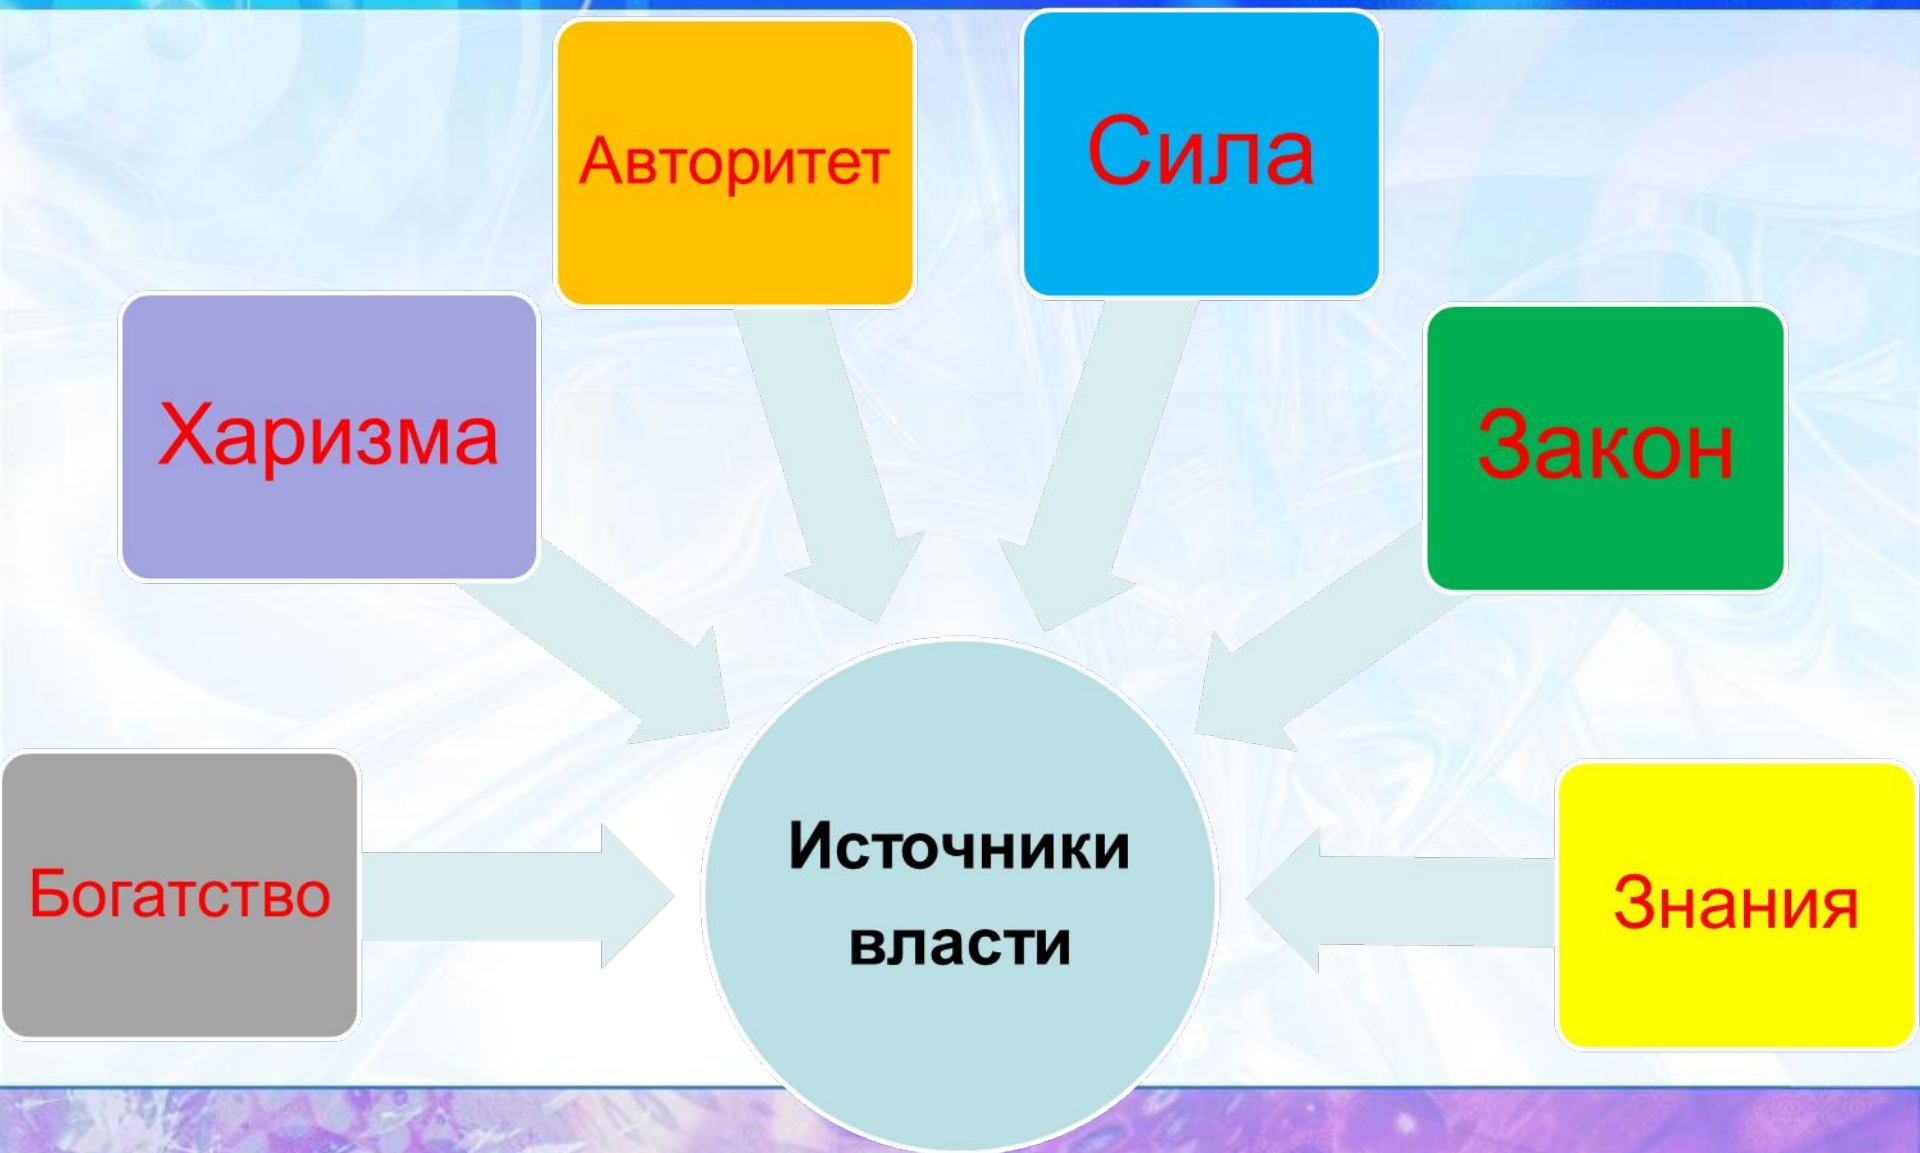 Авторитет
Сила
Харизма
Закон
Богатство
Источники
власти
Знания